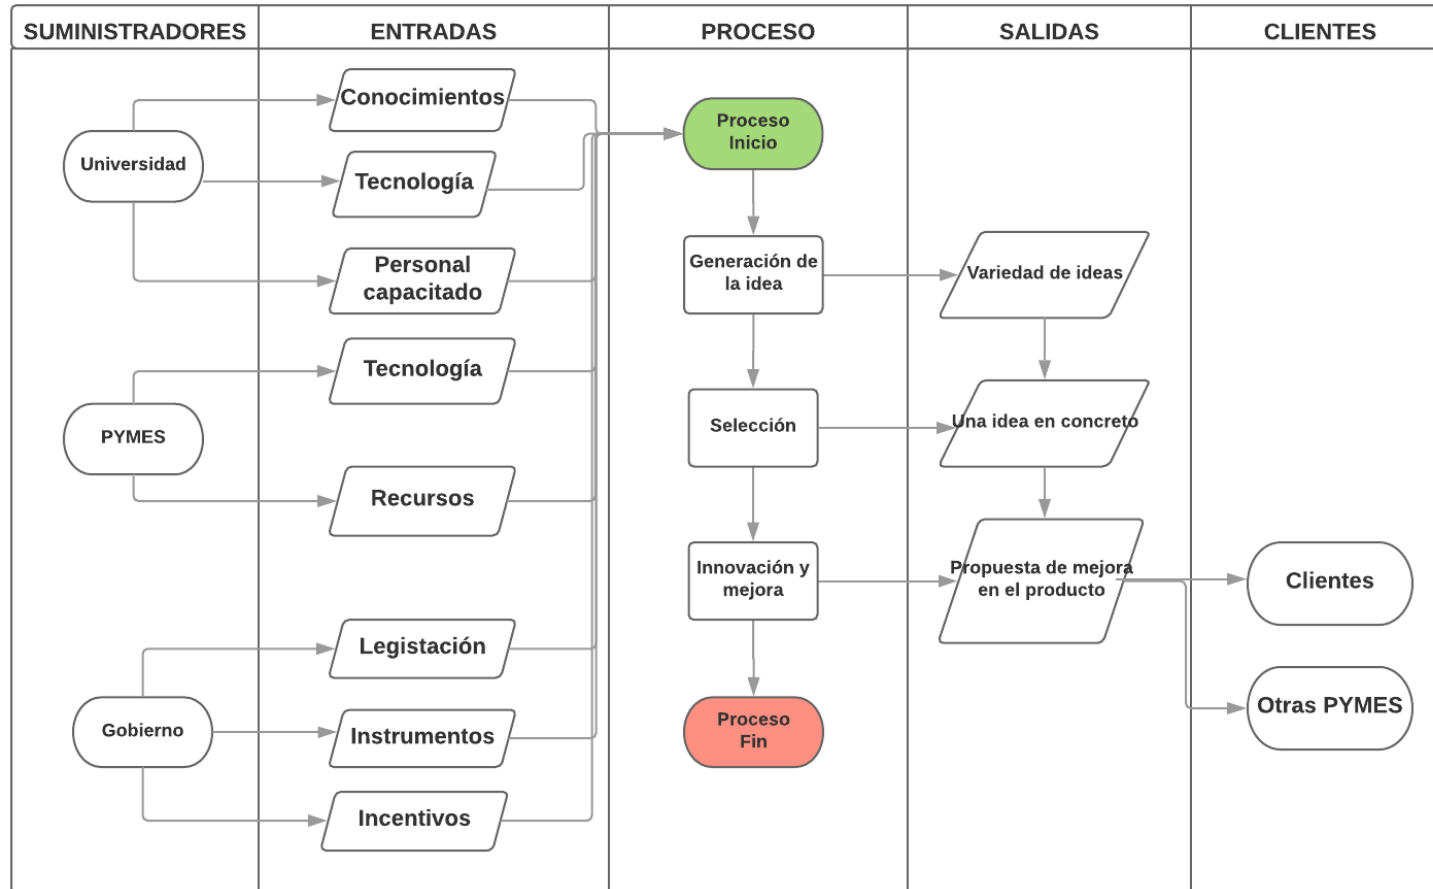 SUMINISTRADORES
ENTRADAS
PROCESO
SALIDAS
CLIENTES
Universidad
PYMES
Gobierno
Conocimientos
Tecnología
Personal
capacitado
Tecnología
Recursos
Legistación
Instrumentos
Incentivos
Proceso
Inicio
Generación de
la idea
Selección
Innovación y
mejora
Proceso
Fin
Variedad de ideas
Una idea en concreto
Propuesta de mejora
en el producto
Clientes
Otras PYMES